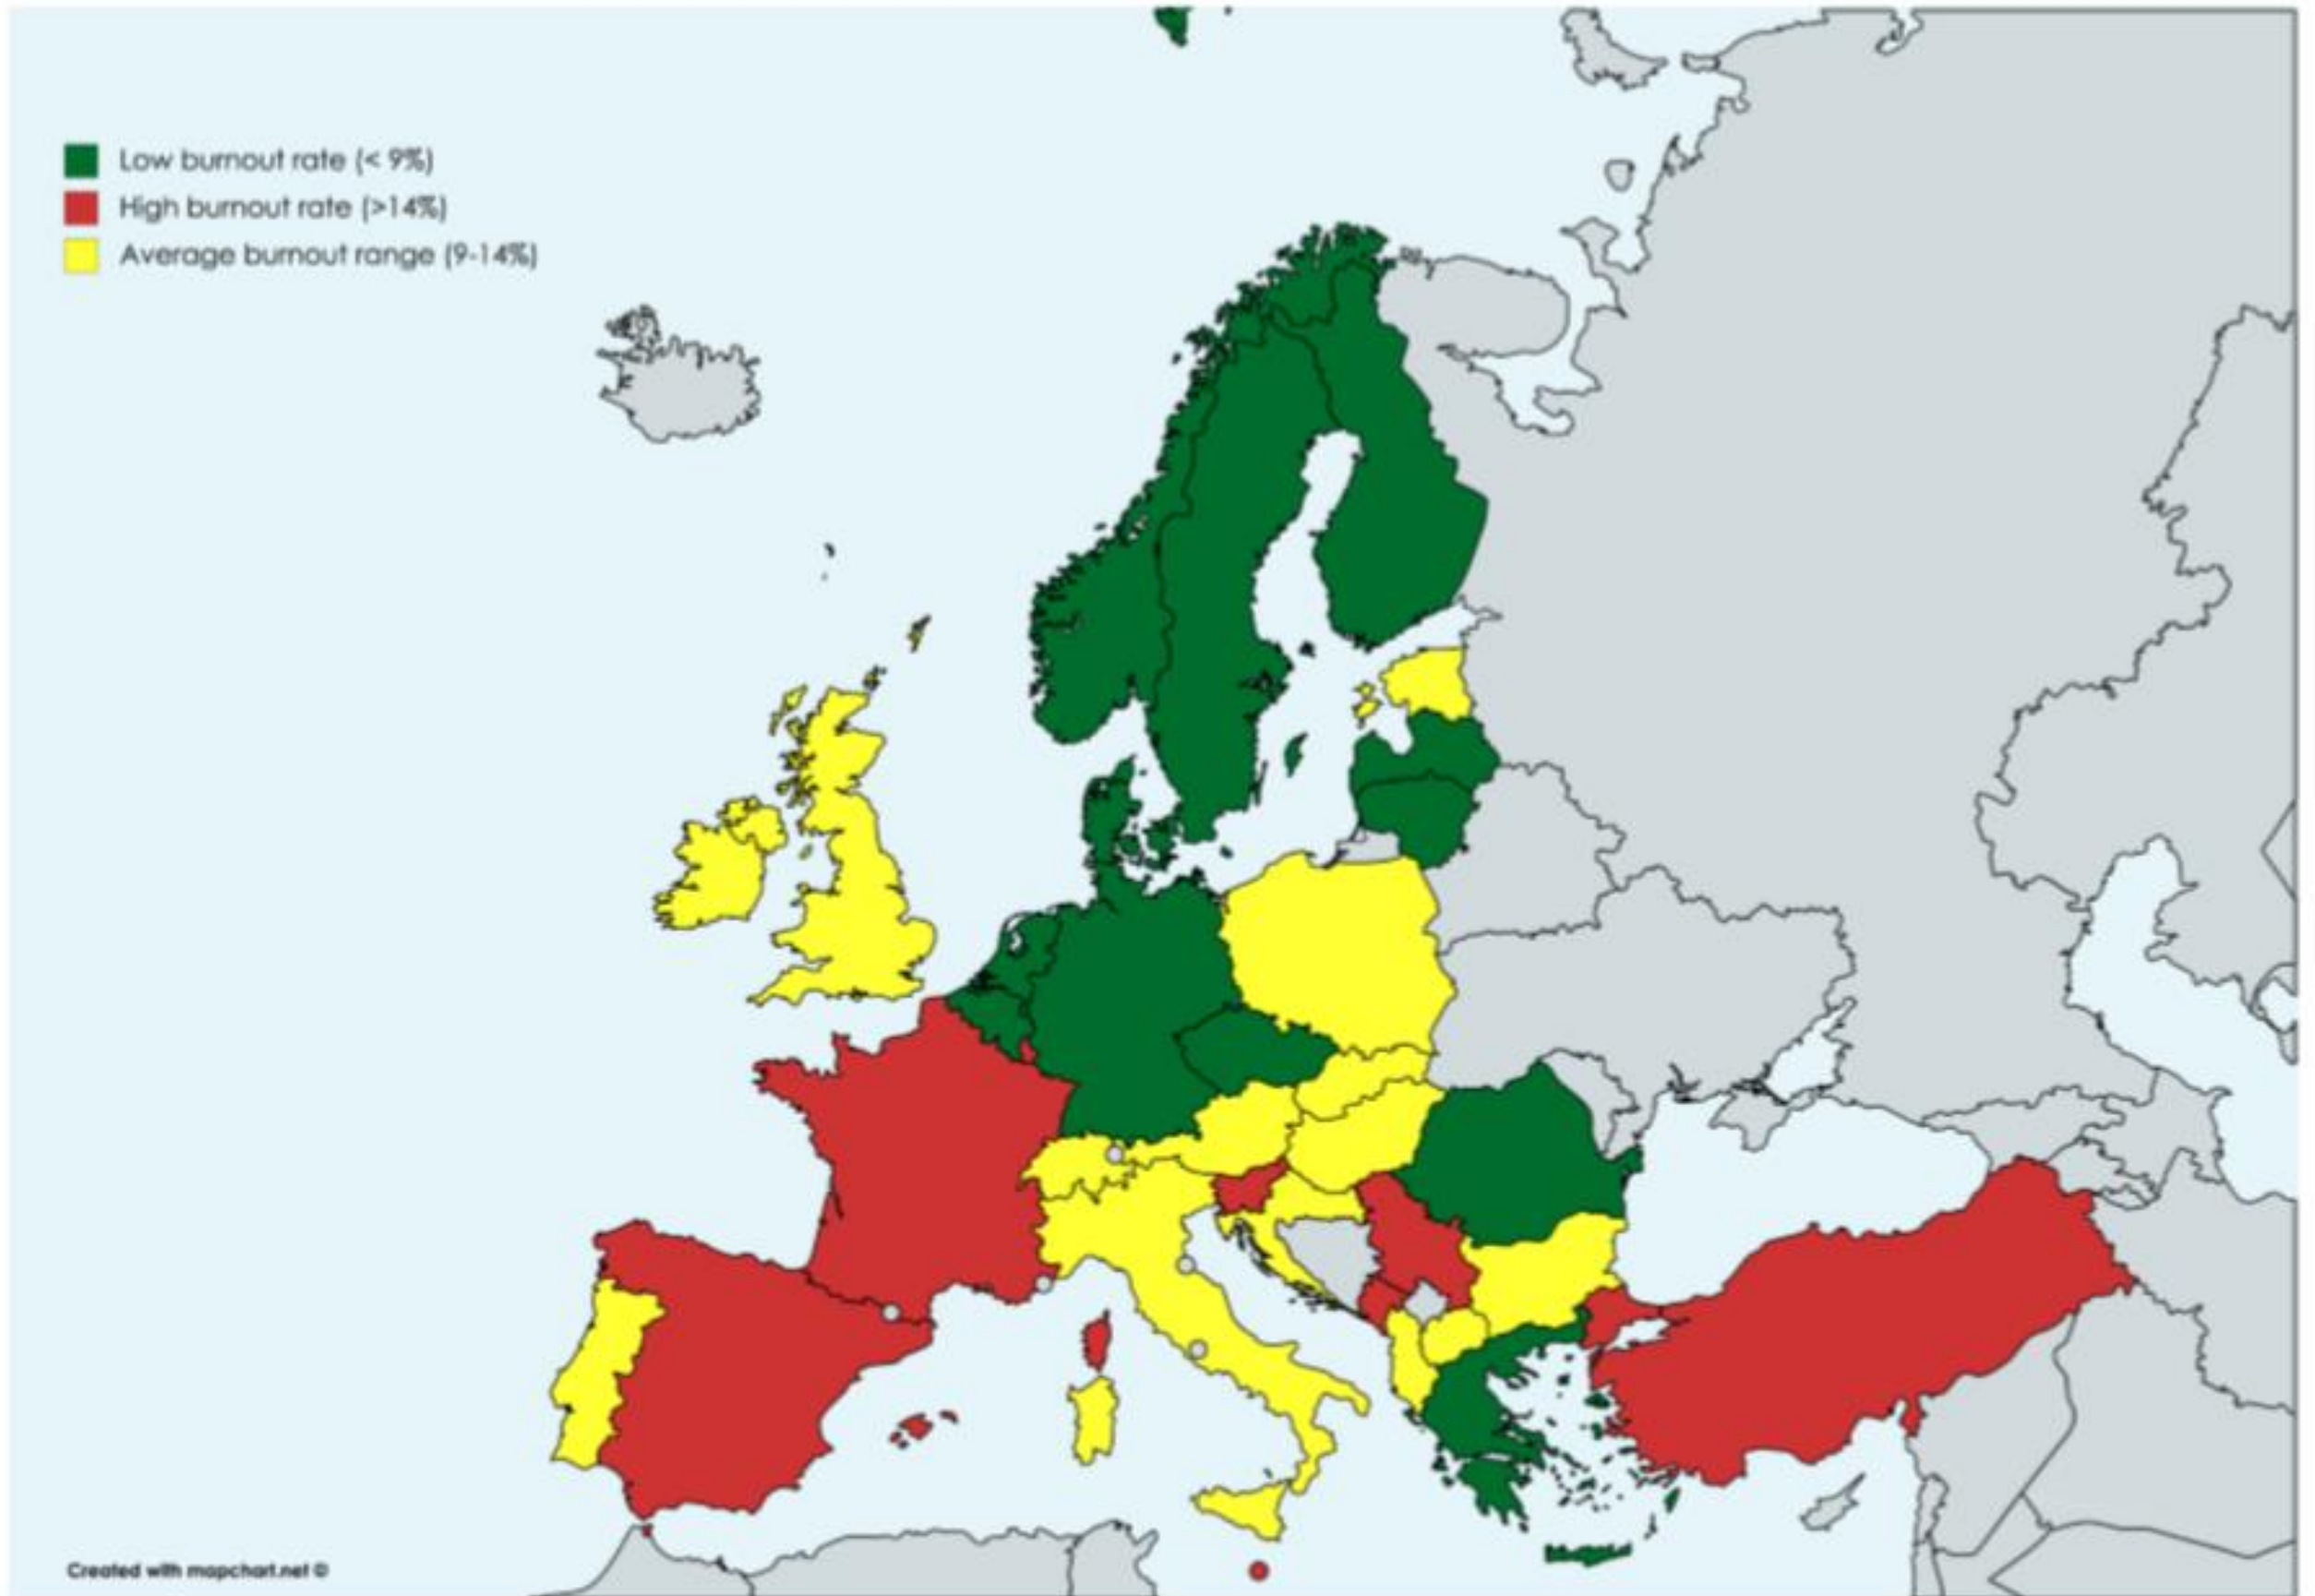 Low burnout rate (< 9%)
High burnout rate (>14%)
Average burnout range (9-14%)
Created with mapchart.net ©